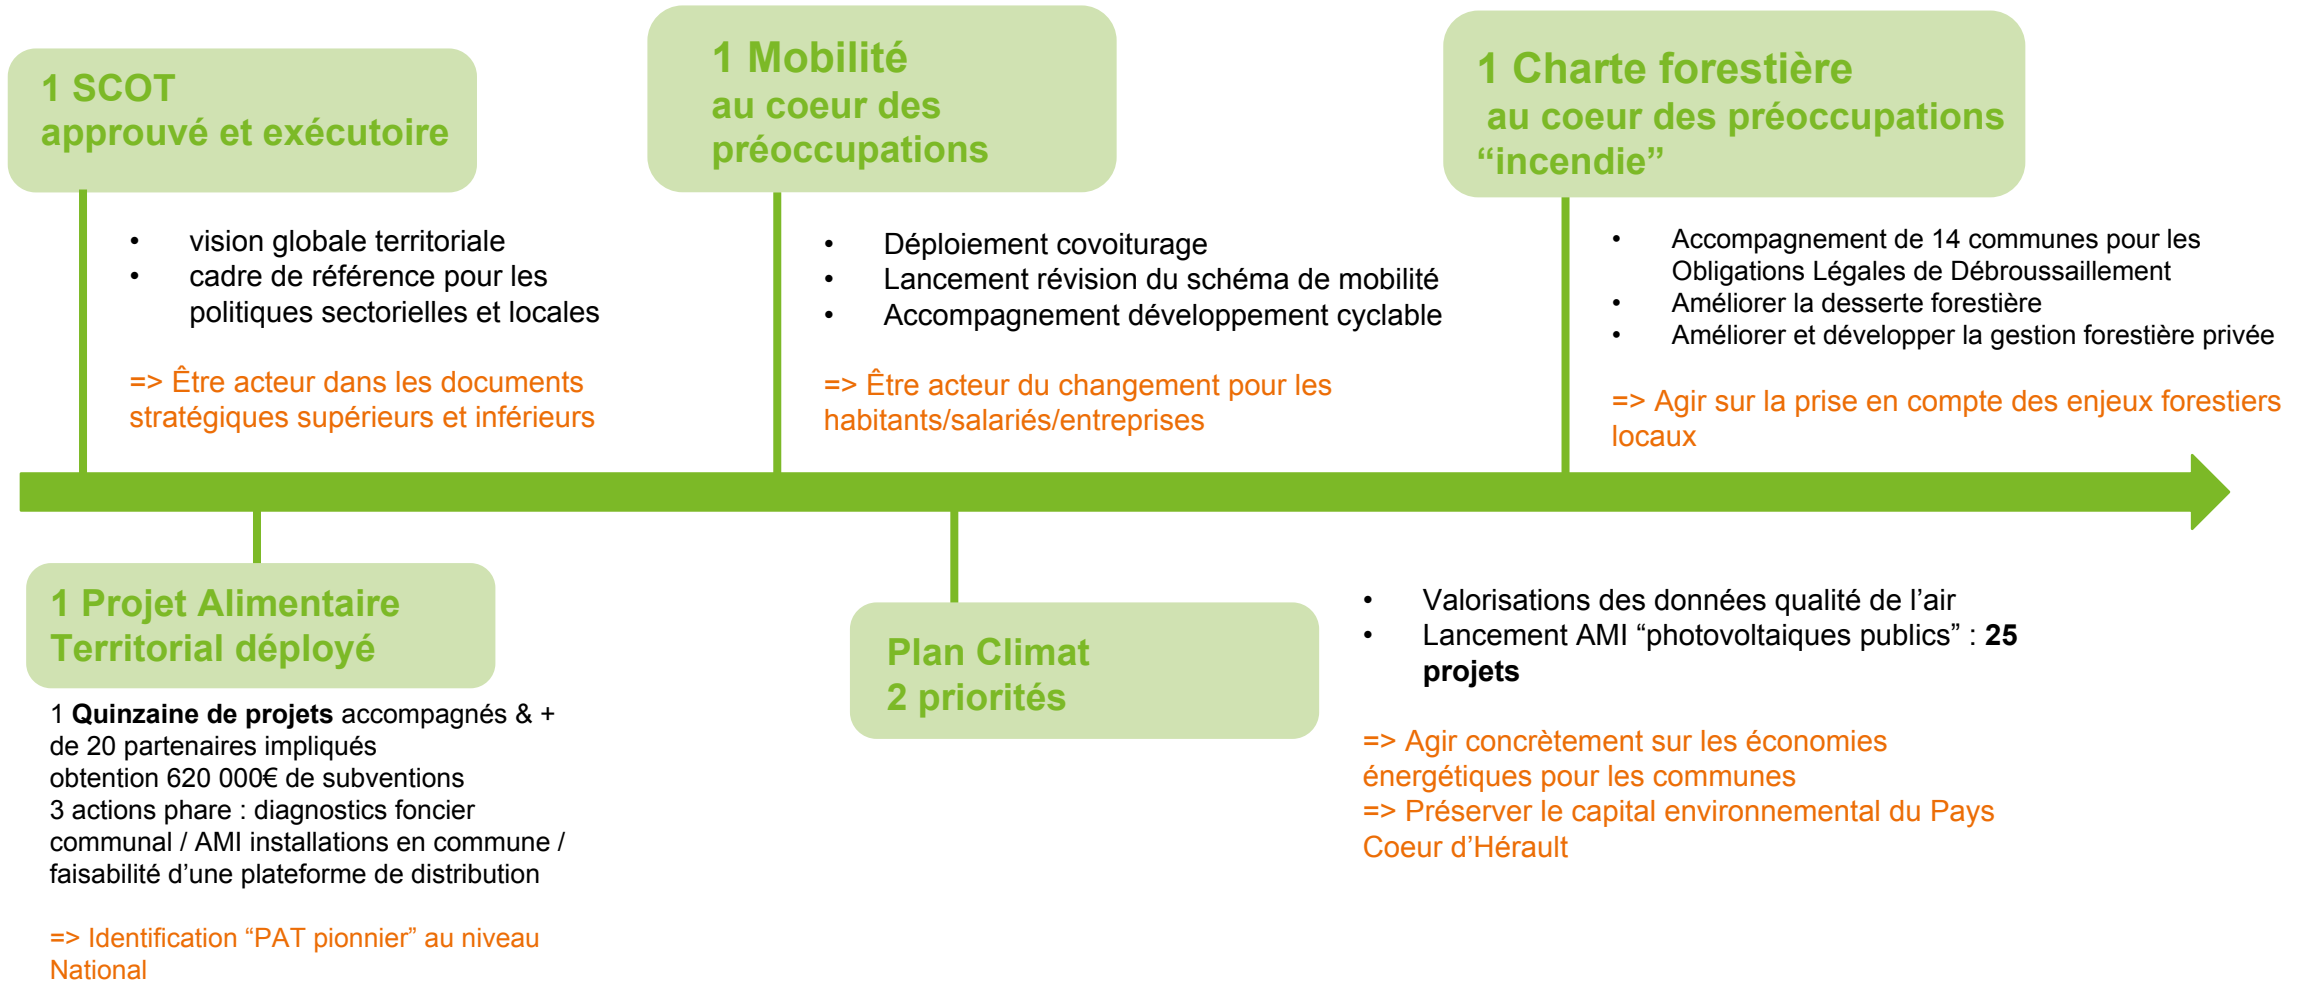 1 SCOT
approuvé et exécutoire
• vision globale territoriale
• cadre de référence pour les
politiques sectorielles et locales
=> Être acteur dans les documents
stratégiques supérieurs et inférieurs
1 Mobilité
au coeur des
préoccupations
• Déploiement covoiturage
• Lancement révision du schéma de mobilité
• Accompagnement développement cyclable
=> Être acteur du changement pour les
habitants/salariés/entreprises
1 Charte forestière
au coeur des préoccupations
“incendie”
• Accompagnement de 14 communes pour les
Obligations Légales de Débroussaillement
• Améliorer la desserte forestière
• Améliorer et développer la gestion forestière privée
=> Agir sur la prise en compte des enjeux forestiers
locaux
1 Projet Alimentaire
Territorial déployé
1 Quinzaine de projets accompagnés & +
de 20 partenaires impliqués
obtention 620 000€ de subventions
3 actions phare : diagnostics foncier
communal / AMI installations en commune /
faisabilité d’une plateforme de distribution
=> Identification “PAT pionnier” au niveau
National
Plan Climat
2 priorités
• Valorisations des données qualité de l’air
• Lancement AMI “photovoltaiques publics” : 25
projets
=> Agir concrètement sur les économies
énergétiques pour les communes
=> Préserver le capital environnemental du Pays
Coeur d’Hérault